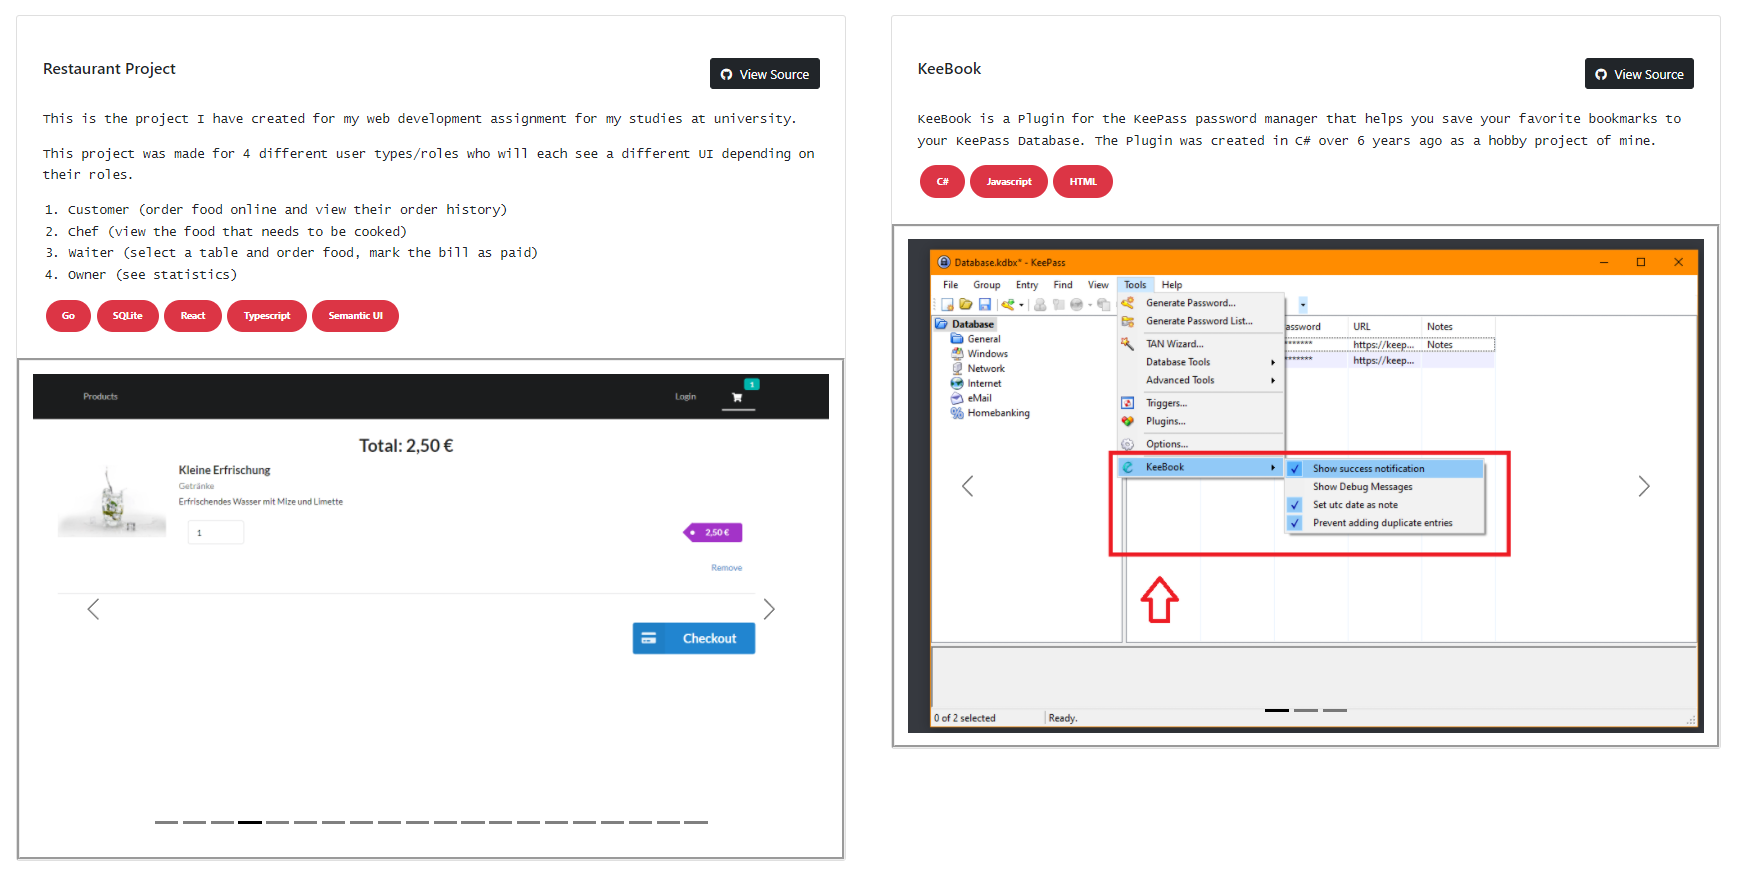 Restaurant Project
View Source
This is the project I have created for my web development assignment for my studies at university.
This project was made for 4 different user types/roles who will each see a different UI depending on
their roles.
1. Customer (order food online and view their order history)
2. Chef (view the food that needs to be cooked)
3. Waiter (select a table and order food, mark the bill as paid)
4. Owner (see statistics)
Go SQLite React Typescript Semantic UI
Products Login 1
Total: 2,50 €
Kleine Erfrischung
Getränke
Erfrischendes Wasser mit Mize und Limette
1
2,50 €
Remove
Checkout
KeeBook
View Source
KeeBook is a Plugin for the KeePass password manager that helps you save your favorite bookmarks to
your KeePass Database. The Plugin was created in C# over 6 years ago as a hobby project of mine.
C# Javascript HTML
Database.kdbx* - KeePass
File Group Entry Find View Tools Help
Database
General
Windows
Network
Internet
eMail
Homebanking
Generate Password...
Generate Password List...
TAN Wizard...
Database Tools
Advanced Tools
Triggers...
Plugins...
Options...
KeeBook
assword URL Notes
******* https://keep... Notes
******* https://keep...
Show success notification
Show Debug Messages
Set utc date as note
Prevent adding duplicate entries
0 of 2 selected Ready.